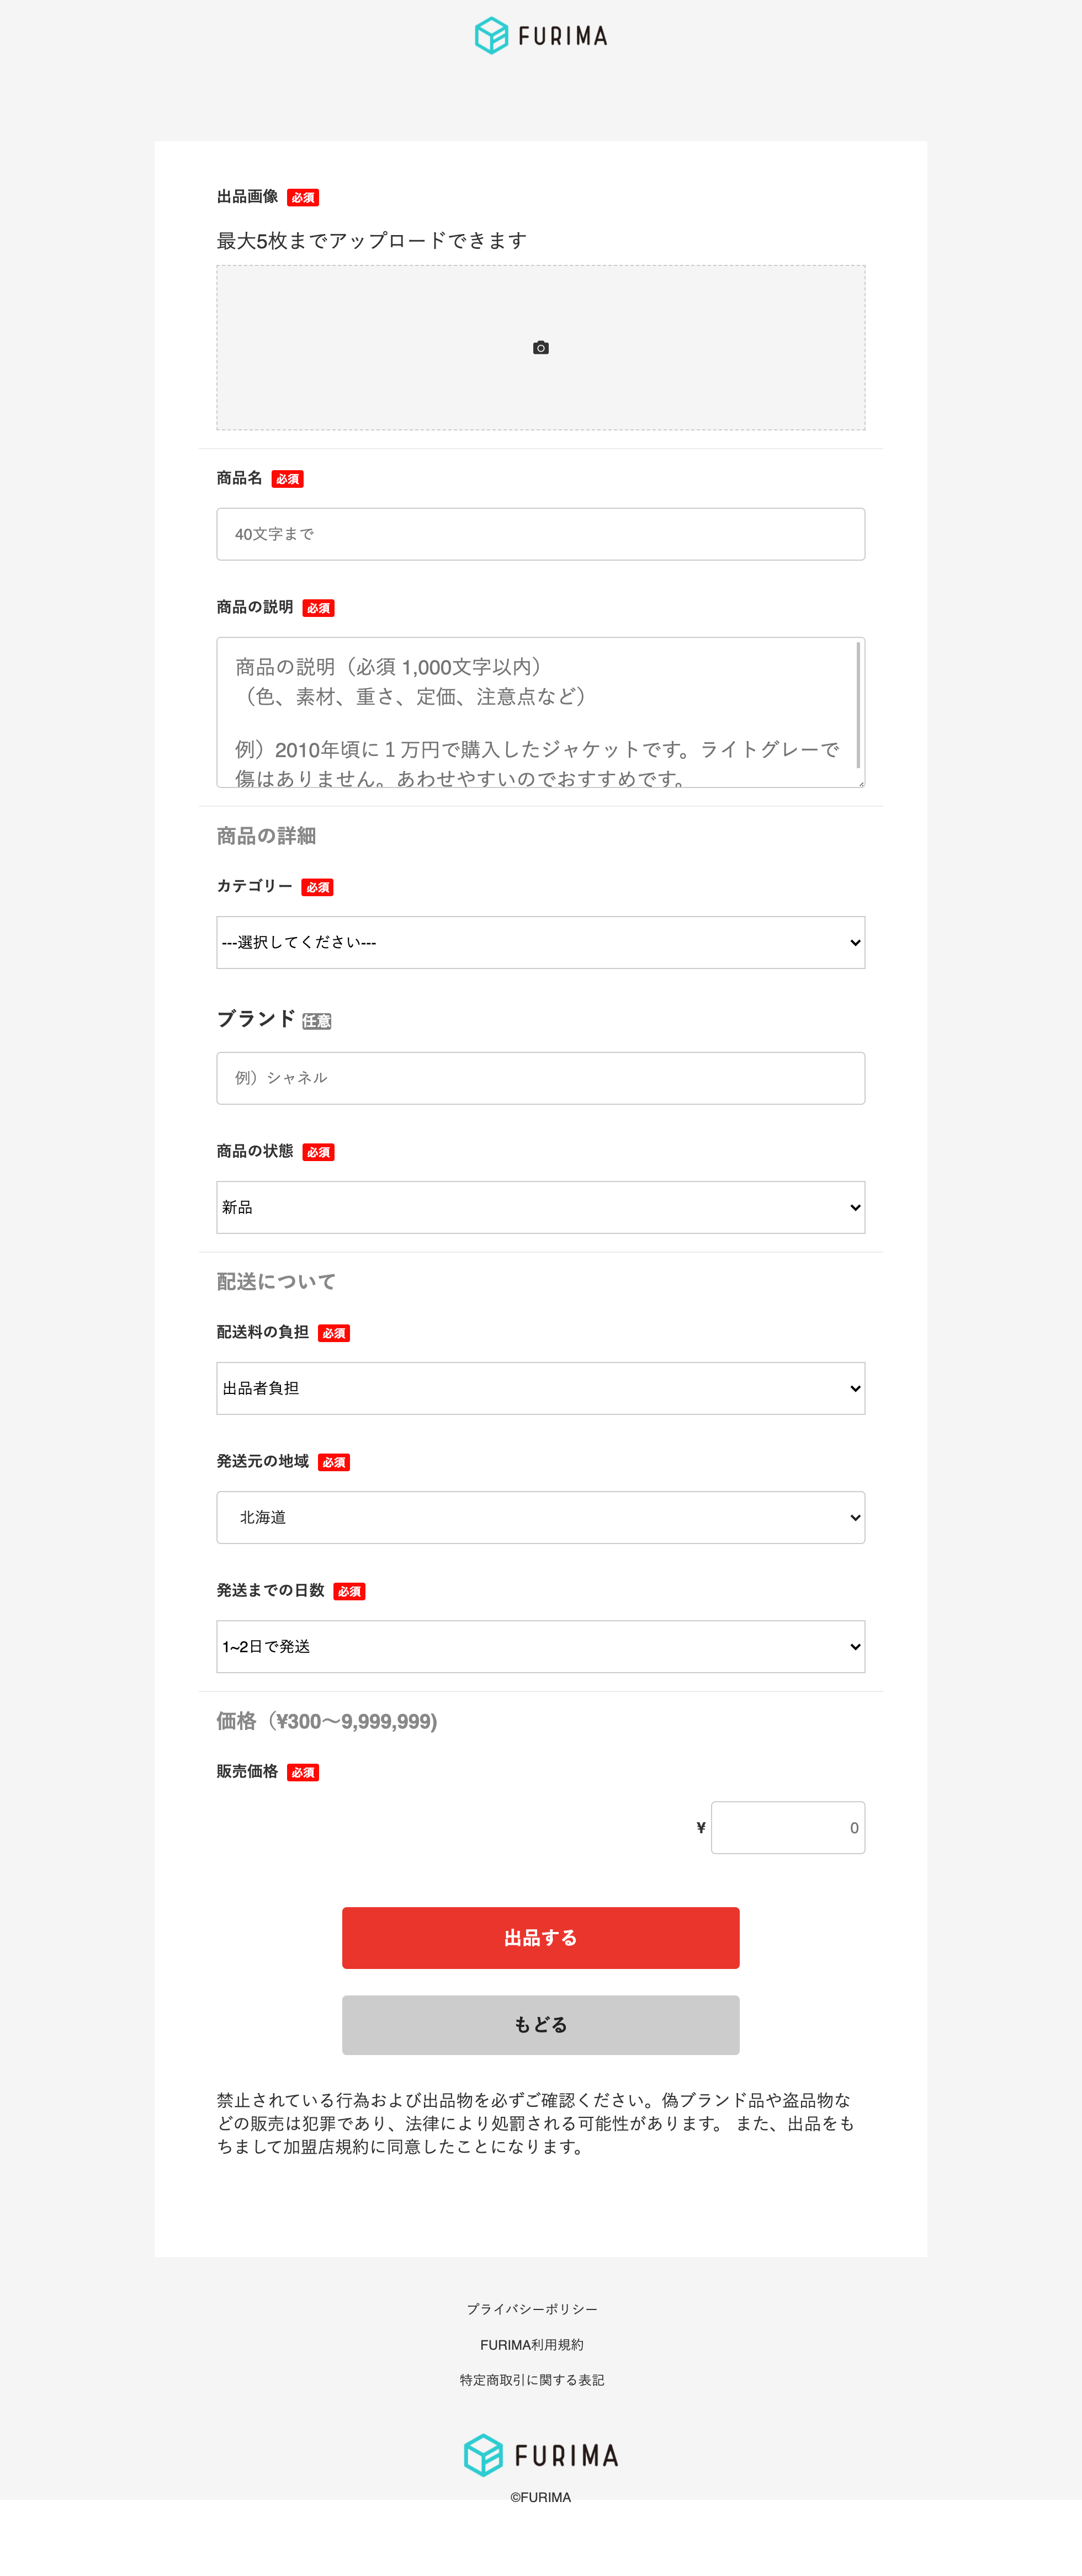 FURIMA
出品画像 必須
最大5枚までアップロードできます
商品名 必須
40文字まで
商品の説明 必須
商品の説明（必須 1,000文字以内）
（色、素材、重さ、定価、注意点など）
例）2010年頃に１万円で購入したジャケットです。ライトグレーで
傷はありません。あわせやすいのでおすすめです。
商品の詳細
カテゴリー 必須
---選択してください---
ブランド 任意
例）シャネル
商品の状態 必須
新品
配送について
配送料の負担 必須
出品者負担
発送元の地域 必須
北海道
発送までの日数 必須
1~2日で発送
価格（¥300〜9,999,999)
販売価格 必須
¥ 0
出品する
もどる
禁止されている行為および出品物を必ずご確認ください。偽ブランド品や盗品物な
どの販売は犯罪であり、法律により処罰される可能性があります。 また、出品をも
ちまして加盟店規約に同意したことになります。
プライバシーポリシー
FURIMA利用規約
特定商取引に関する表記
FURIMA
©FURIMA